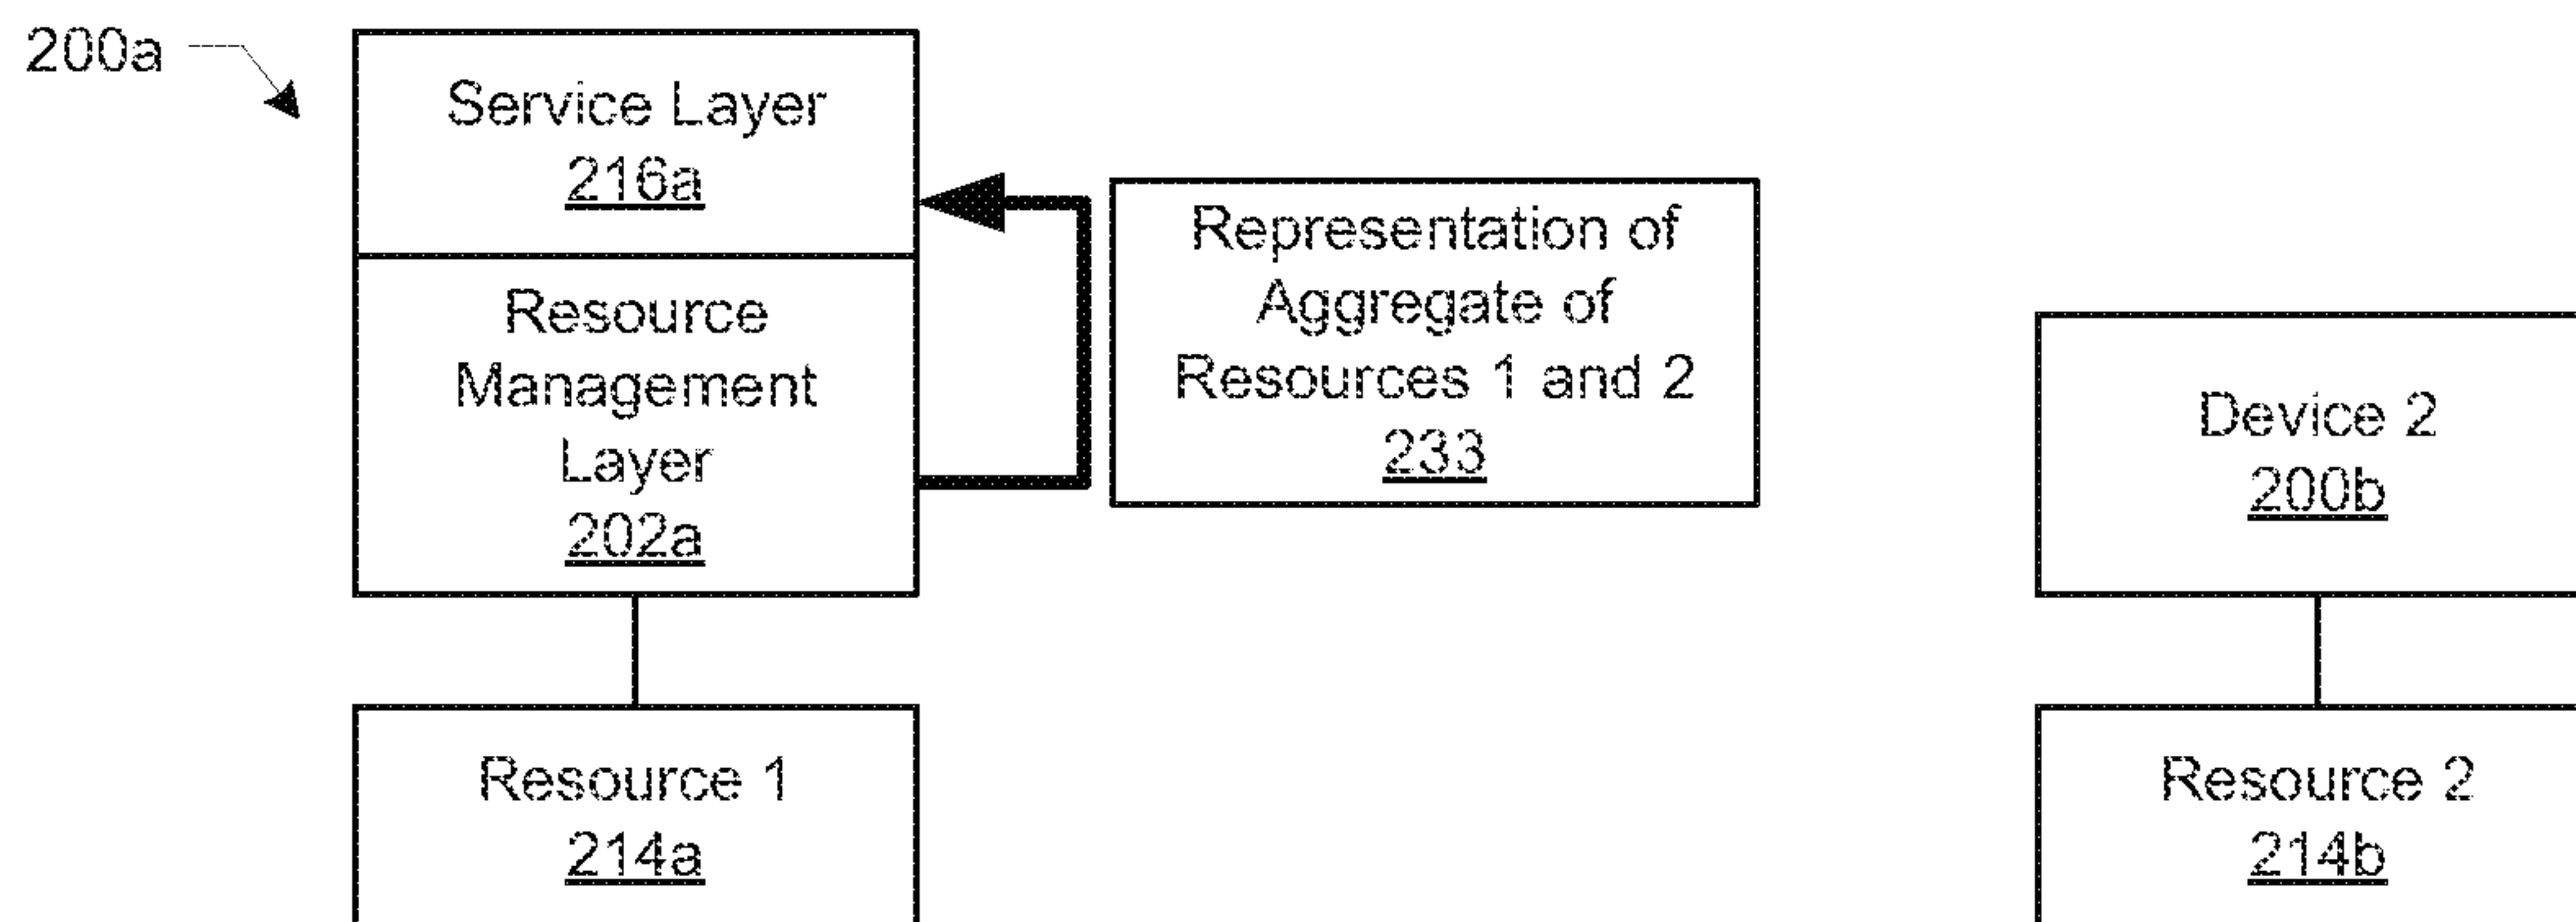 200a
Service Layer
216a
Resource
Management
Layer
202a
Representation of
Aggregate of
Resources 1 and 2
233
Device 2
200b
Resource 1
214a
Resource 2
214b